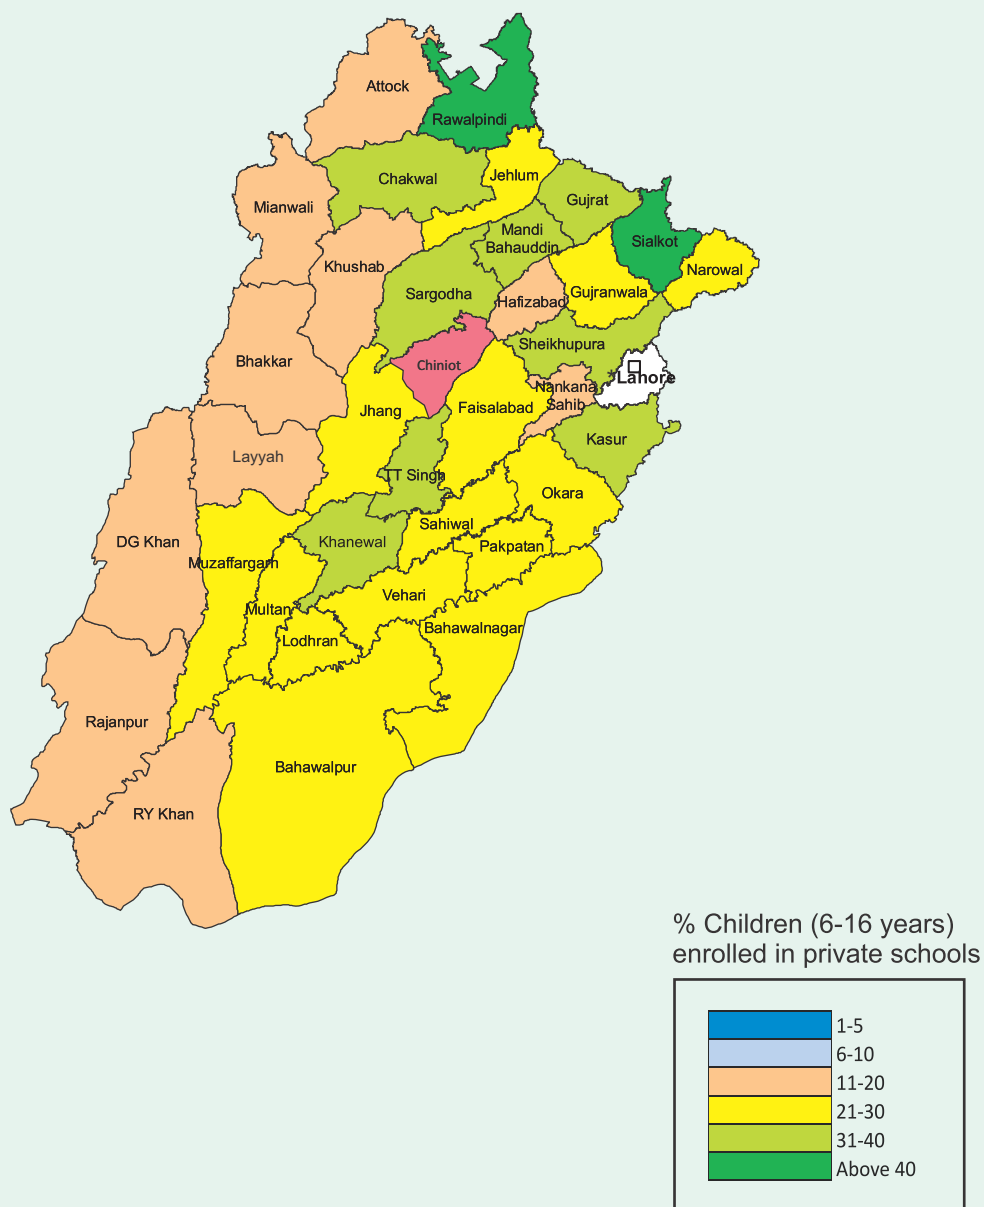 Attock
Rawalpindi
Chakwal
Jehlum
Mianwali
Gujrat
Mandi
Bahauddin
Sialkot
Khushab
Narowal
Sargodha
Hafizabad
Gujranwala
Sheikhupura
Bhakkar
Chiniot
*Lahore
Nankana
Sahib
Jhang
Faisalabad
Kasur
Layyah
TT Singh
Okara
Sahiwal
DG Khan
Khanewal
Pakpatan
Muzaffargarh
Vehari
Multan
Bahawalnagar
Lodhran
Rajanpur
Bahawalpur
RY Khan
% Children (6-16 years)
enrolled in private schools
1-5
6-10
11-20
21-30
31-40
Above 40